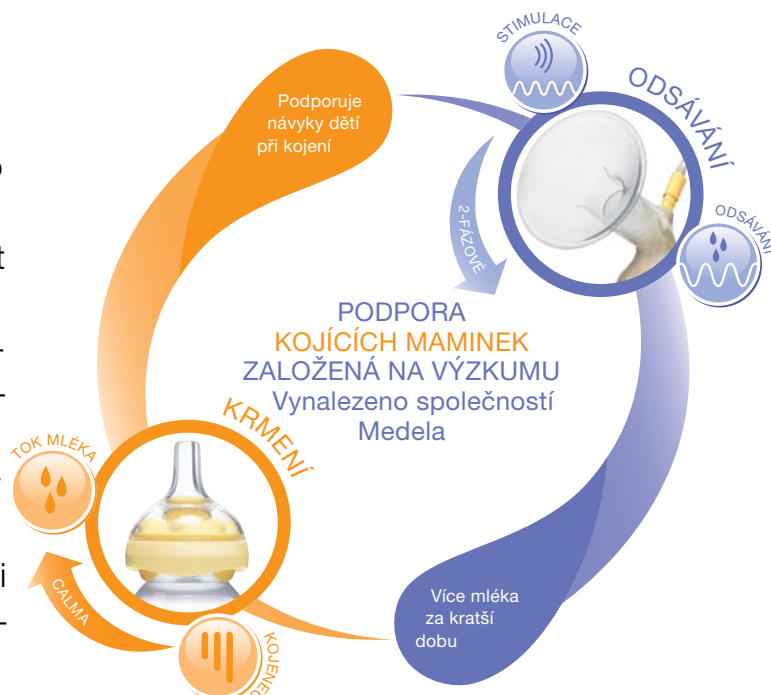 STIMULACE
ODSÁVÁNÍ
Podporuje
návyky dětí
při kojení
2-FÁZOVÉ
ODSÁVÁNÍ
PODPORA
KOJÍCÍCH MAMINEK
ZALOŽENÁ NA VÝZKUMU
Vynalezeno společností
Medela
KRMENÍ
TOK MLÉKA
CALMA
KOJENEC
Více mléka
za kratší
dobu